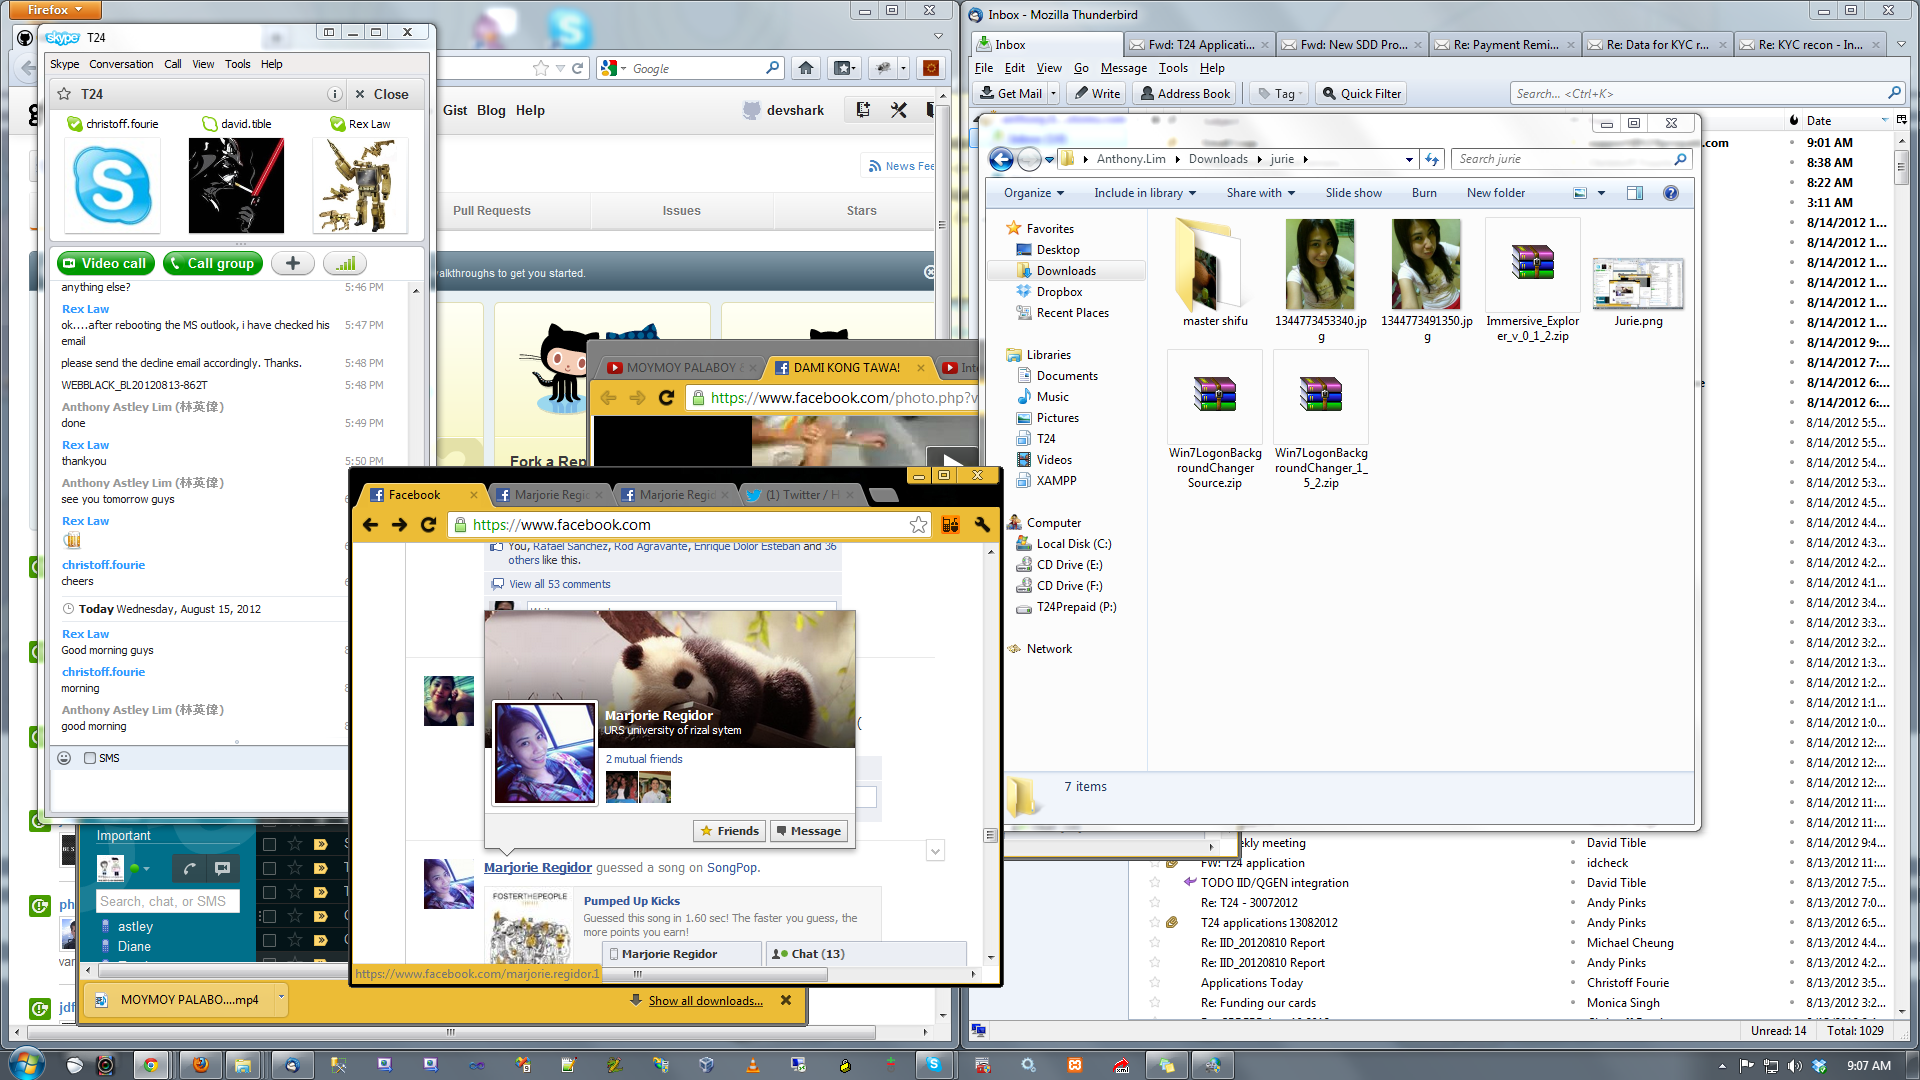 Firefox
T24
Skype Conversation Call View Tools Help
T24
Close
christoff.fourie david.tible Rex Law
Video call Call group
anything else? 5:46 PM
Rex Law
ok....after rebooting the MS outlook, i have checked his 5:47 PM
email
please send the decline email accordingly. Thanks. 5:48 PM
WEBBLACK_BL20120813-862T 5:48 PM
Anthony Astley Lim (林英偉)
done 5:49 PM
Rex Law
thankyou 5:50 PM
Anthony Astley Lim (林英偉)
see you tomorrow guys
Rex Law
christoff.fourie
cheers
Today Wednesday, August 15, 2012
Rex Law
Good morning guys
christoff.fourie
morning
Anthony Astley Lim (林英偉)
good morning
SMS
Google
Gist Blog Help
devshark
News Fee
Pull Requests Issues Stars
alkthroughs to get you started.
Fork a Rep
MOYMOY PALABOY & DAMI KONG TAWA! Inte
https://www.facebook.com/photo.php?v
Facebook Marjorie Regid Marjorie Regid (1) Twitter / H
https://www.facebook.com
You, Rafael Sanchez, Rod Agravante, Enrique Dolor Esteban and 36
others like this.
View all 53 comments
Marjorie Regidor
URS university of rizal sytem
2 mutual friends
Friends Message
Marjorie Regidor guessed a song on SongPop.
FOSTERTHEPEOPLE
Pumped Up Kicks
Guessed this song in 1.60 sec! The faster you guess, the
more points you earn!
Marjorie Regidor Chat (13)
https://www.facebook.com/marjorie.regidor.1
Important
Search, chat, or SMS
astley
Diane
ph
var
jdf
MOYMOY PALABO....mp4
Show all downloads...
Inbox - Mozilla Thunderbird
Inbox Fwd: T24 Applicati... Fwd: New SDD Pro... Re: Payment Remi... Re: Data for KYC r... Re: KYC recon - In...
File Edit View Go Message Tools Help
Get Mail Write Address Book Tag Quick Filter Search... <Ctrl+K>
Date
.com 9:01 AM
8:38 AM
8:22 AM
3:11 AM
8/14/2012 1...
8/14/2012 1...
8/14/2012 1...
8/14/2012 1...
8/14/2012 1...
8/14/2012 1...
8/14/2012 9:...
8/14/2012 7:...
8/14/2012 6:...
8/14/2012 6:...
8/14/2012 5:5...
8/14/2012 5:5...
8/14/2012 5:4...
8/14/2012 5:3...
8/14/2012 4:5...
8/14/2012 4:4...
8/14/2012 4:3...
8/14/2012 4:2...
8/14/2012 4:1...
8/14/2012 3:4...
8/14/2012 3:3...
8/14/2012 3:2...
8/14/2012 1:3...
8/14/2012 1:2...
8/14/2012 1:1...
8/14/2012 1:0...
8/14/2012 12:...
8/14/2012 12:...
8/14/2012 12:...
8/14/2012 11:...
8/14/2012 11:...
Anthony.Lim Downloads jurie
Search jurie
Organize Include in library Share with Slide show Burn New folder
Favorites
Desktop
Downloads
Dropbox
Recent Places
Libraries
Documents
Music
Pictures
T24
Videos
XAMPP
Computer
Local Disk (C:)
CD Drive (E:)
CD Drive (F:)
T24Prepaid (P:)
Network
master shifu
1344773453340.jp
g
1344773491350.jp
g
Immersive_Explor
er_v_0_1_2.zip
Jurie.png
Win7LogonBackg
roundChanger
Source.zip
Win7LogonBackg
roundChanger_1_
5_2.zip
7 items
ekly meeting David Tible 8/14/2012 9:4...
FW: T24 application idcheck 8/13/2012 11:...
TODO IID/QGEN integration David Tible 8/13/2012 7:5...
Re: T24 - 30072012 Andy Pinks 8/13/2012 7:0...
T24 applications 13082012 Andy Pinks 8/13/2012 6:5...
Re: IID_20120810 Report Michael Cheung 8/13/2012 4:4...
Re: IID_20120810 Report Andy Pinks 8/13/2012 4:2...
Applications Today Christoff Fourie 8/13/2012 3:5...
Re: Funding our cards Monica Singh 8/13/2012 3:2...
Unread: 14 Total: 1029
9:07 AM